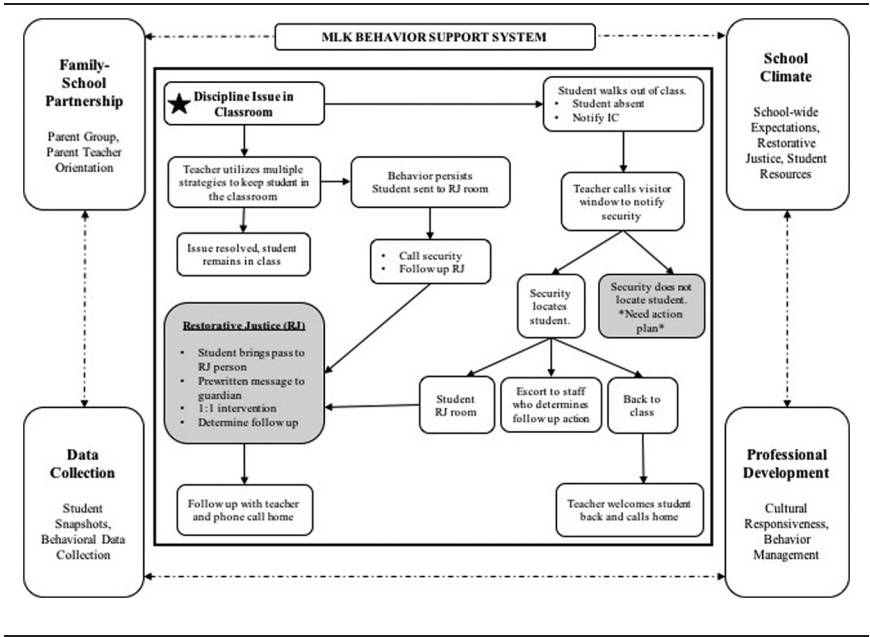 MLK BEHAVIOR SUPPORT SYSTEM
Family-
School
Partnership
Parent Group,
Parent Teacher
Orientation
School
Climate
School-wide
Expectations,
Restorative
Justice, Student
Resources
Discipline Issue in
Classroom
Student walks out of class.
• Student absent
• Notify IC
Teacher utilizes multiple
strategies to keep student in
the classroom
Behavior persists
Student sent to RJ room
Teacher calls visitor
window to notify
security
Issue resolved, student
remains in class
• Call security
• Follow up RJ
Security
locates
student.
Security does not
locate student.
*Need action
plan*
Restorative Justice (RJ)
• Student brings pass to
RJ person
• Prewritten message to
guardian
• 1:1 intervention
• Determine follow up
Student
RJ room
Escort to staff
who determines
follow up action
Back to
class
Follow up with teacher
and phone call home
Teacher welcomes student
back and calls home
Data
Collection
Student
Snapshots,
Behavioral Data
Collection
Professional
Development
Cultural
Responsiveness,
Behavior
Management